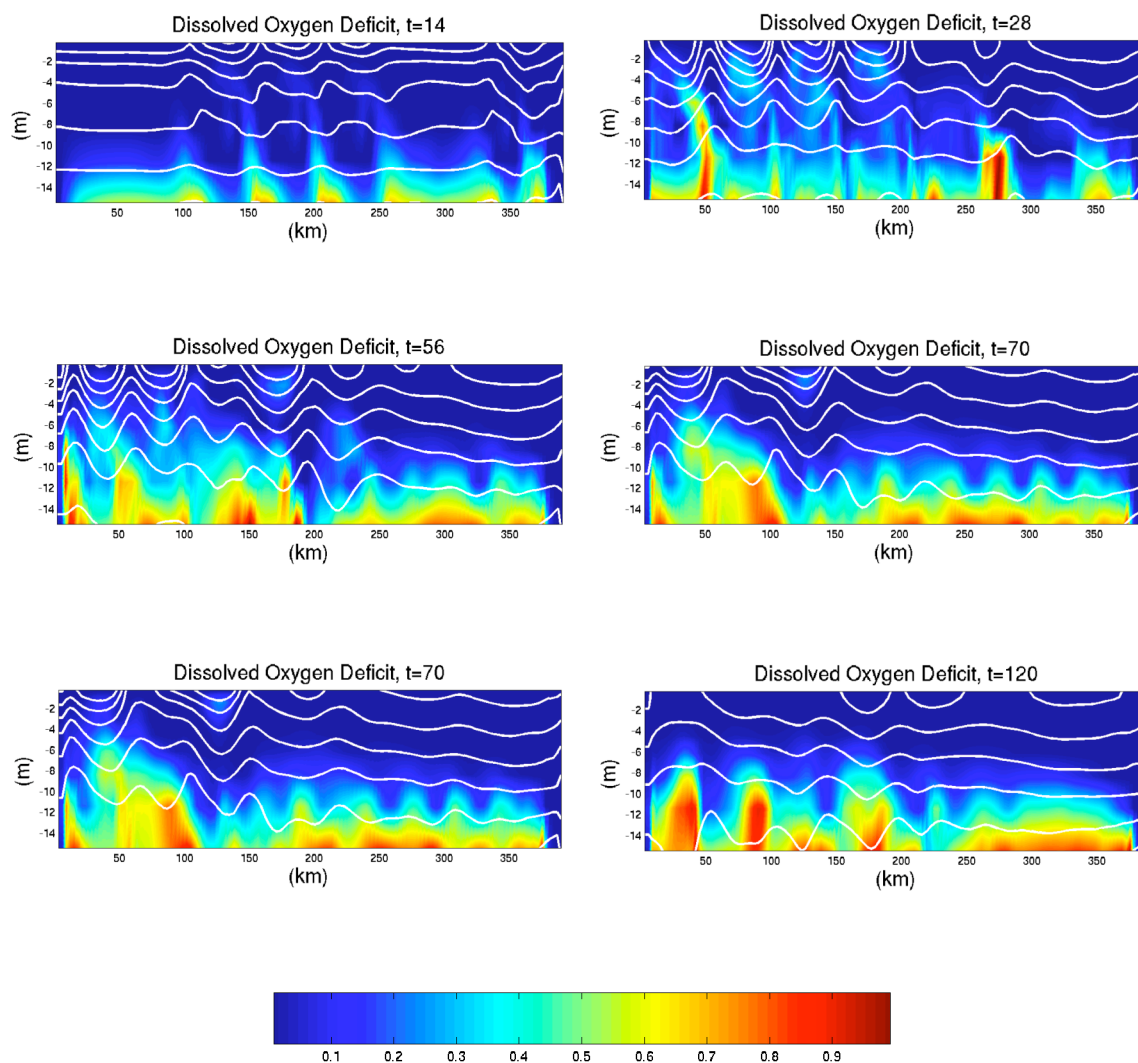 Dissolved Oxygen Deficit, t=14
-2
-4
-6
-8
-10
-12
-14
(m)
50 100 150 200 250 300 350
(km)
Dissolved Oxygen Deficit, t=28
-2
-4
-6
-8
-10
-12
-14
(m)
50 100 150 200 250 300 350
(km)
Dissolved Oxygen Deficit, t=56
-2
-4
-6
-8
-10
-12
-14
(m)
50 100 150 200 250 300 350
(km)
Dissolved Oxygen Deficit, t=70
-2
-4
-6
-8
-10
-12
-14
(m)
50 100 150 200 250 300 350
(km)
Dissolved Oxygen Deficit, t=70
-2
-4
-6
-8
-10
-12
-14
(m)
50 100 150 200 250 300 350
(km)
Dissolved Oxygen Deficit, t=120
-2
-4
-6
-8
-10
-12
-14
(m)
50 100 150 200 250 300 350
(km)
0.1 0.2 0.3 0.4 0.5 0.6 0.7 0.8 0.9